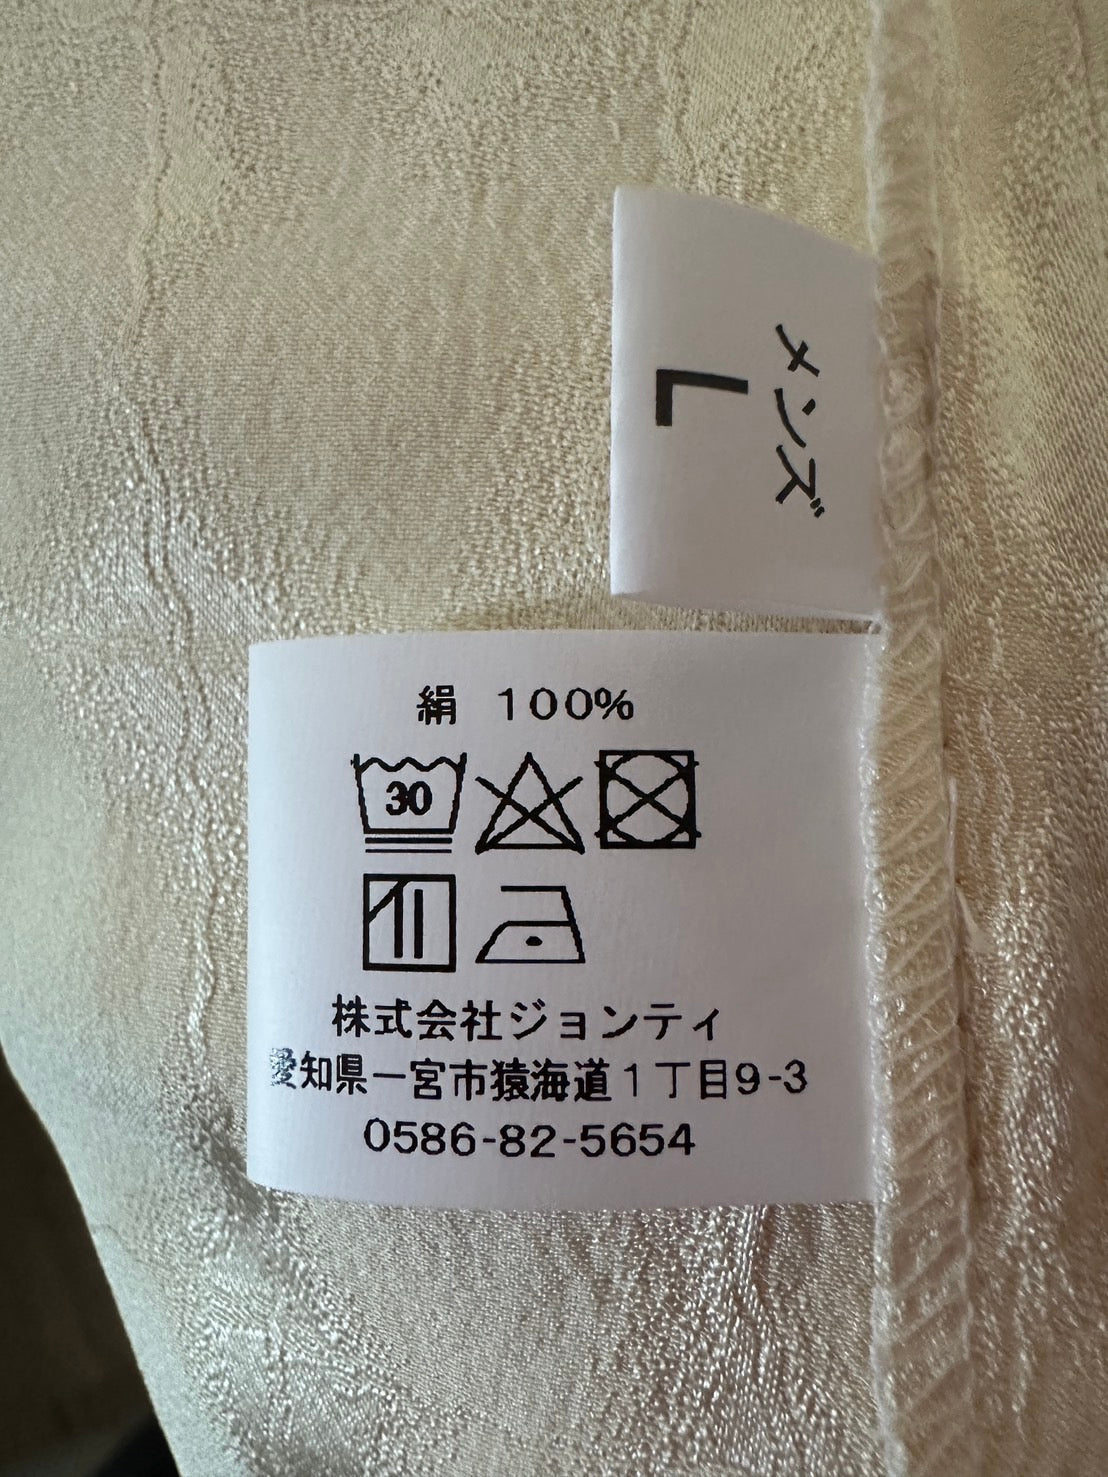 メンズ
L
絹 100%
30
株式会社ジョンティ
愛知県一宮市猿海道1丁目9-3
0586-82-5654